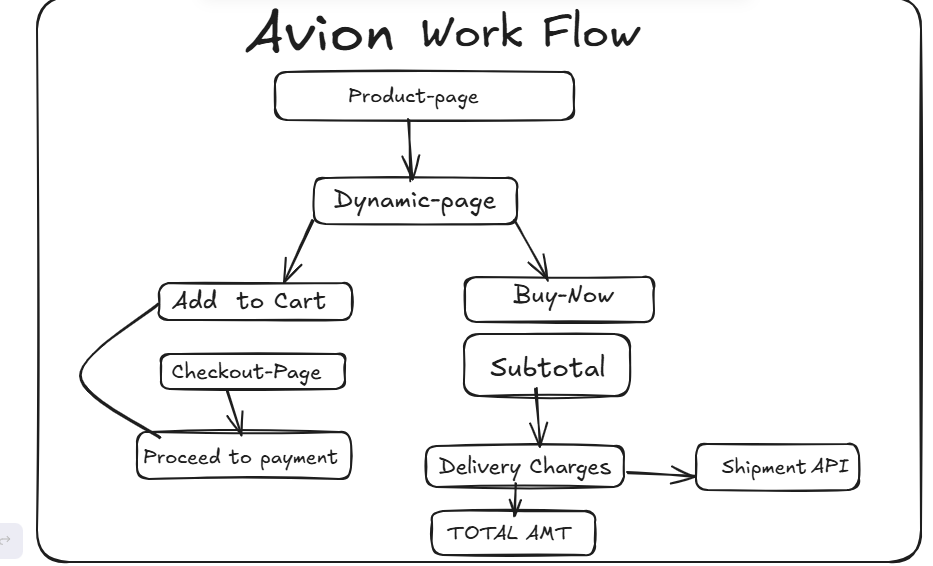 Avion Work Flow
Product-page
Dynamic-page
Add to Cart
Buy-Now
Checkout-Page
Subtotal
Proceed to payment
Delivery Charges
Shipment API
TOTAL AMT